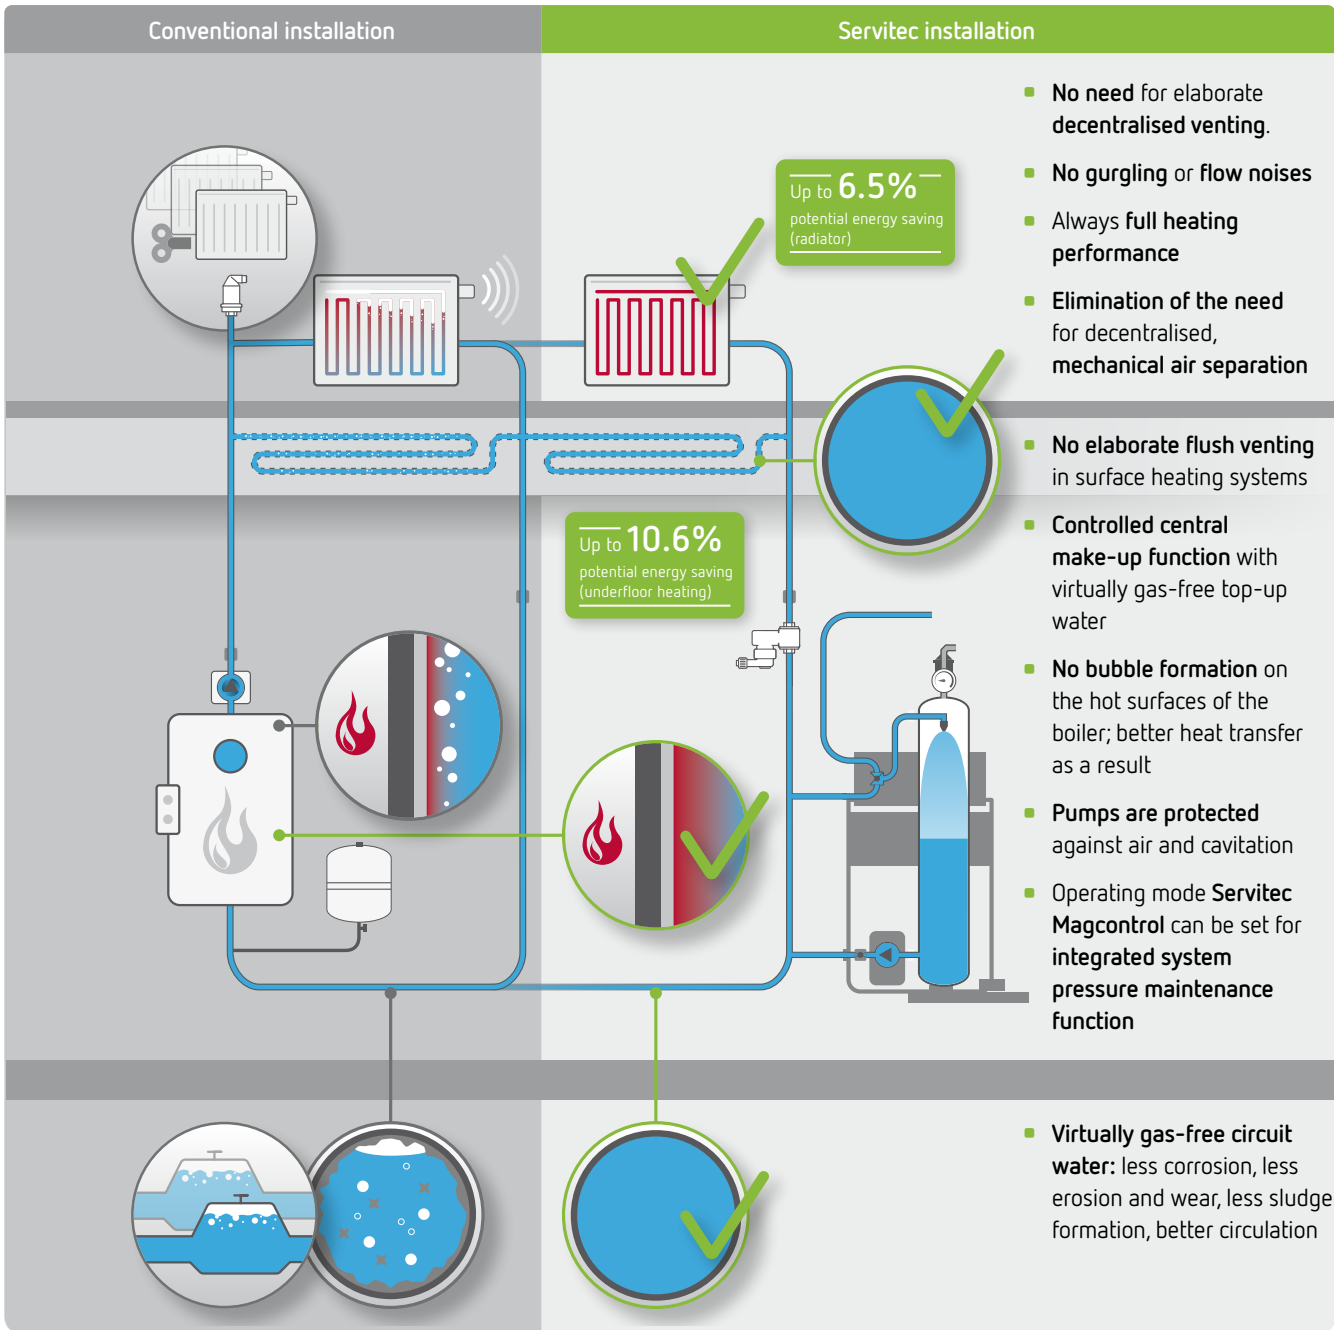 Conventional installation
Servitec installation
No need for elaborate
decentralised venting.
No gurgling or flow noises
Always full heating
performance
Elimination of the need
for decentralised,
mechanical air separation
Up to 6.5%
potential energy saving
(radiator)
No elaborate flush venting
in surface heating systems
Controlled central
make-up function with
virtually gas-free top-up
water
Up to 10.6%
potential energy saving
(underfloor heating)
No bubble formation on
the hot surfaces of the
boiler; better heat transfer
as a result
Pumps are protected
against air and cavitation
Operating mode Servitec
Magcontrol can be set for
integrated system
pressure maintenance
function
Virtually gas-free circuit
water: less corrosion, less
erosion and wear, less sludge
formation, better circulation